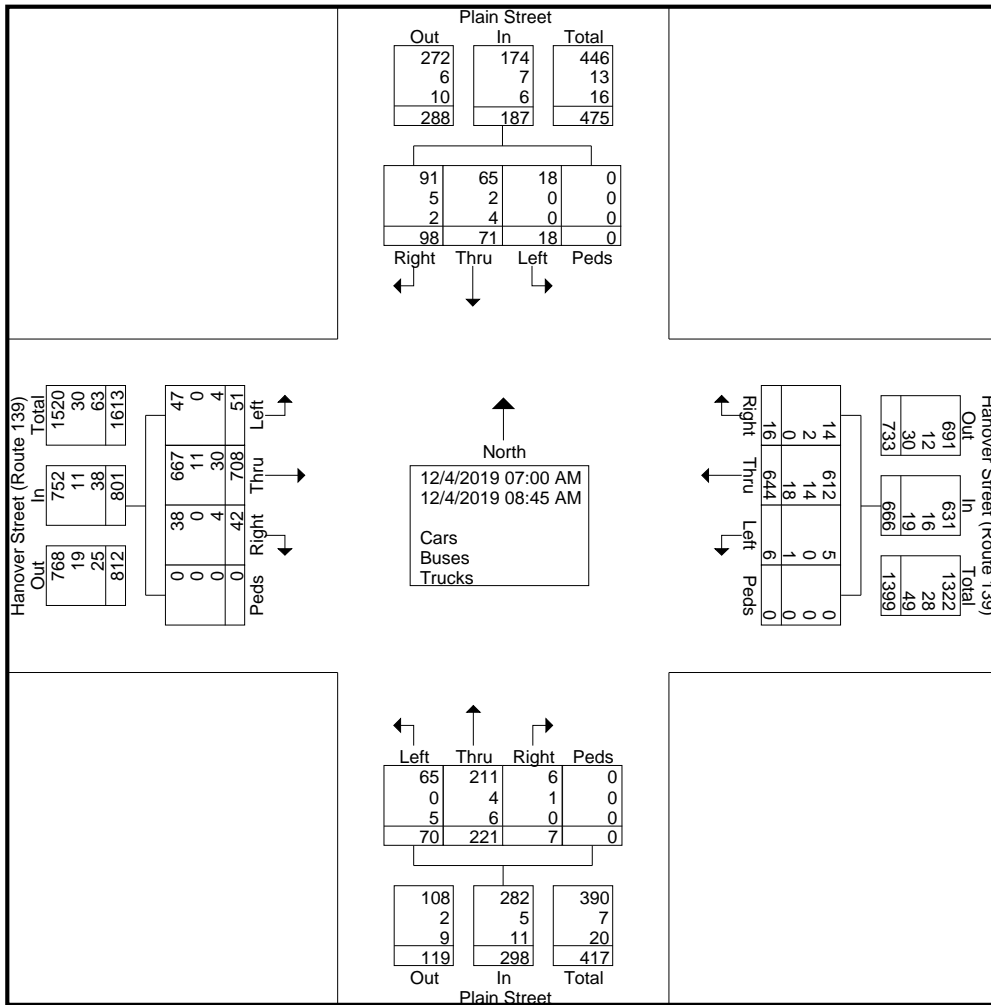 Plain Street
Out In Total
272 174 446
6 7 13
10 6 16
288 187 475
91 65 18 0
5 2 0 0
2 4 0 0
98 71 18 0
Right Thru Left Peds
Hanover Street (Route 139)
Total In Out
1520 752 768
30 11 19
63 38 25
1613 801 812
47 667 38 0
0 11 0 0
4 30 4 0
51 708 42 0
Left Thru Right Peds
North
12/4/2019 07:00 AM
12/4/2019 08:45 AM
Cars
Buses
Trucks
Right Thru Left Peds
16 644 6 0
0 18 1 0
2 14 0 0
14 612 5 0
733 666 1399
30 19 49
12 16 28
691 631 1322
Out In Total
Hanover Street (Route 139)
Left Thru Right Peds
65 211 6 0
0 4 1 0
5 6 0 0
70 221 7 0
108 282 390
2 5 7
9 11 20
119 298 417
Out In Total
Plain Street